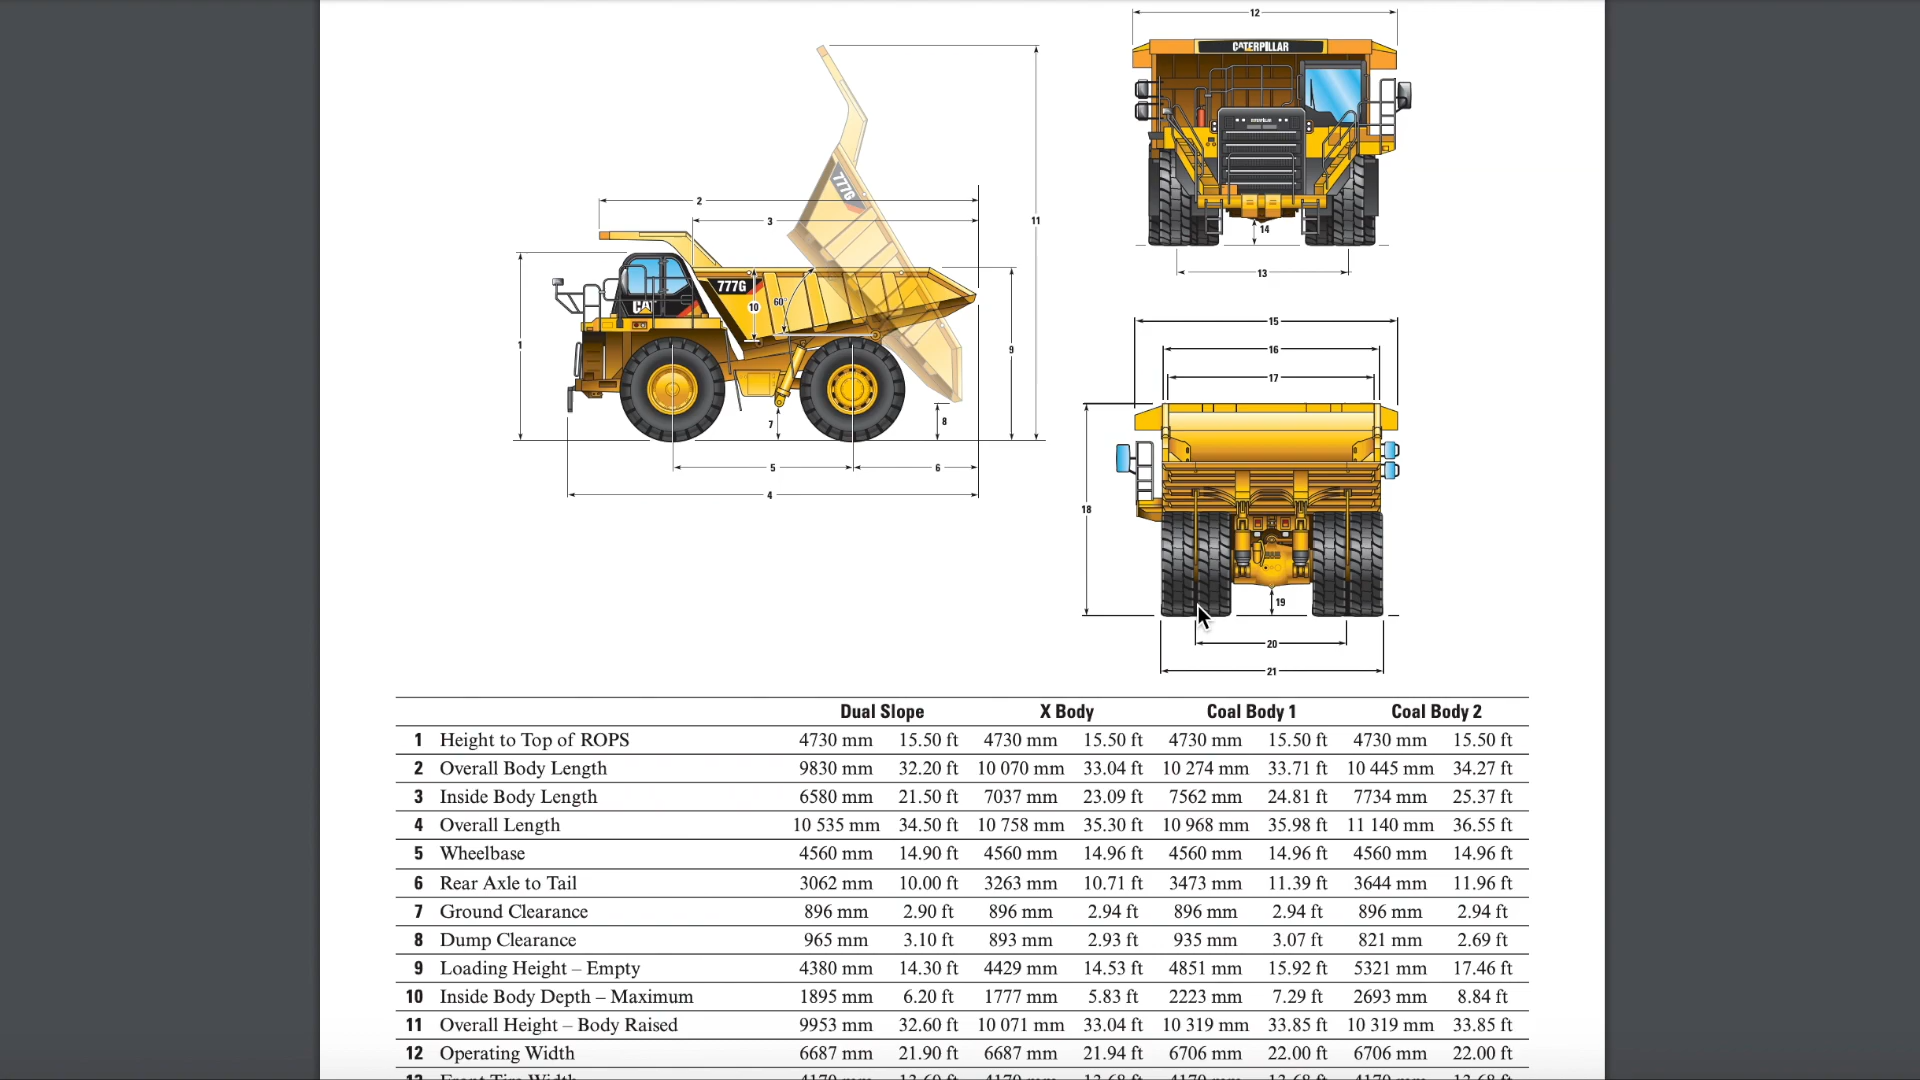 12
CATERPILLAR
777G
2
3
11
14
13
777G
CAT
10
60°
1
9
7
8
5
6
4
15
16
17
18
19
20
21
Dual Slope X Body Coal Body 1 Coal Body 2
1 Height to Top of ROPS 4730 mm 15.50 ft 4730 mm 15.50 ft 4730 mm 15.50 ft 4730 mm 15.50 ft
2 Overall Body Length 9830 mm 32.20 ft 10 070 mm 33.04 ft 10 274 mm 33.71 ft 10 445 mm 34.27 ft
3 Inside Body Length 6580 mm 21.50 ft 7037 mm 23.09 ft 7562 mm 24.81 ft 7734 mm 25.37 ft
4 Overall Length 10 535 mm 34.50 ft 10 758 mm 35.30 ft 10 968 mm 35.98 ft 11 140 mm 36.55 ft
5 Wheelbase 4560 mm 14.90 ft 4560 mm 14.96 ft 4560 mm 14.96 ft 4560 mm 14.96 ft
6 Rear Axle to Tail 3062 mm 10.00 ft 3263 mm 10.71 ft 3473 mm 11.39 ft 3644 mm 11.96 ft
7 Ground Clearance 896 mm 2.90 ft 896 mm 2.94 ft 896 mm 2.94 ft 896 mm 2.94 ft
8 Dump Clearance 965 mm 3.10 ft 893 mm 2.93 ft 935 mm 3.07 ft 821 mm 2.69 ft
9 Loading Height – Empty 4380 mm 14.30 ft 4429 mm 14.53 ft 4851 mm 15.92 ft 5321 mm 17.46 ft
10 Inside Body Depth – Maximum 1895 mm 6.20 ft 1777 mm 5.83 ft 2223 mm 7.29 ft 2693 mm 8.84 ft
11 Overall Height – Body Raised 9953 mm 32.60 ft 10 071 mm 33.04 ft 10 319 mm 33.85 ft 10 319 mm 33.85 ft
12 Operating Width 6687 mm 21.90 ft 6687 mm 21.94 ft 6706 mm 22.00 ft 6706 mm 22.00 ft